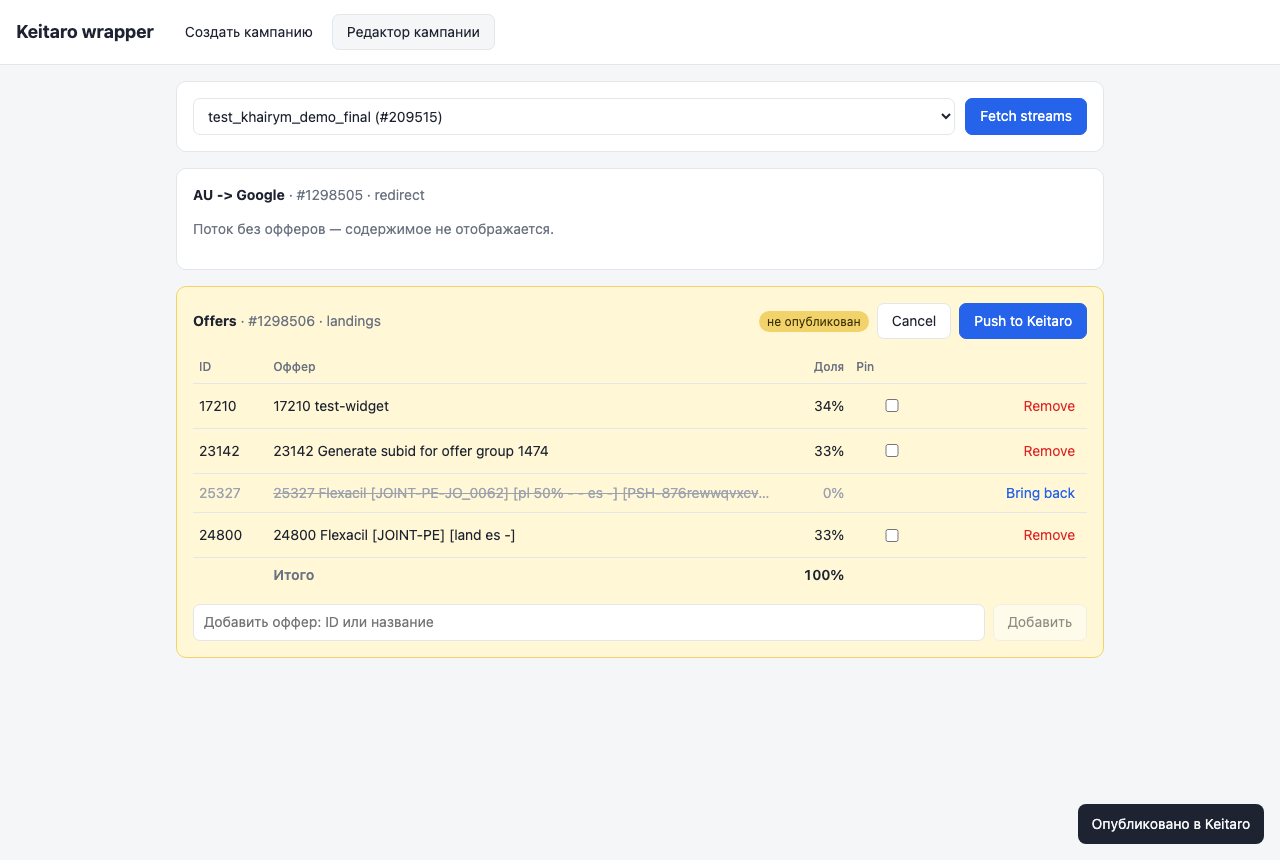 Keitaro wrapper Создать кампанию Редактор кампании
test_khairym_demo_final (#209515) Fetch streams
AU -> Google · #1298505 · redirect
Поток без офферов — содержимое не отображается.
Offers · #1298506 · landings не опубликован Cancel Push to Keitaro
ID Оффер Доля Pin
17210 17210 test-widget 34% Remove
23142 23142 Generate subid for offer group 1474 33% Remove
25327 25327 Flexacil [JOINT-PE-JO_0062] [pl 50% - - es -] [PSH-876rewwqvxcv... 0% Bring back
24800 24800 Flexacil [JOINT-PE] [land es -] 33% Remove
Итого 100%
Добавить оффер: ID или название Добавить
Опубликовано в Keitaro